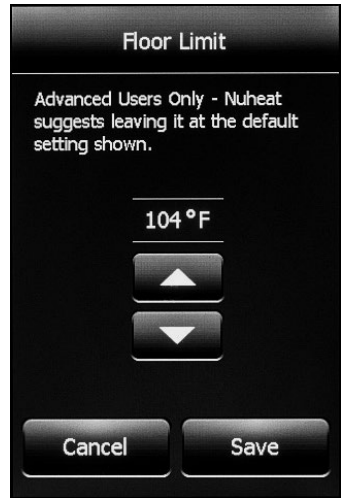 Floor Limit
Advanced Users Only - Nuheat
suggests leaving it at the default
setting shown.
104°F
Cancel
Save